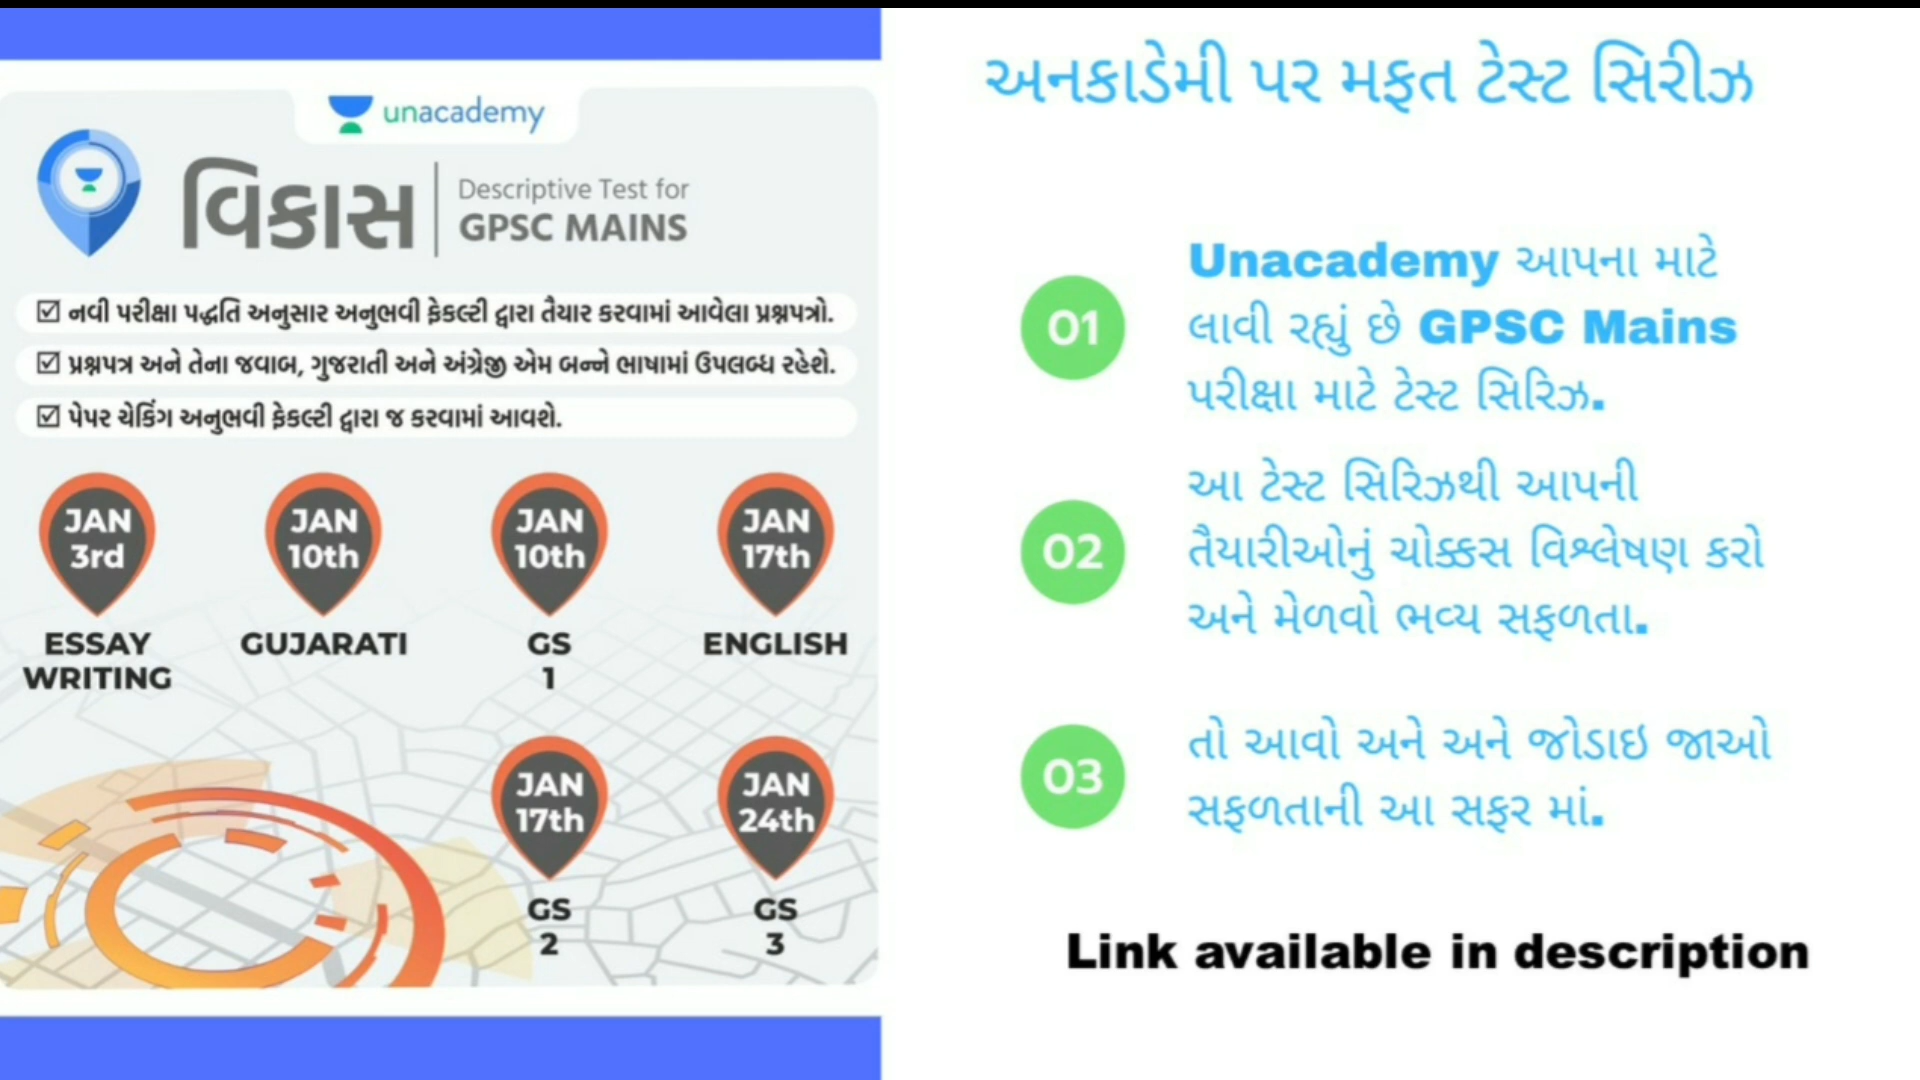 unacademy
વિકાસ
Descriptive Test for
GPSC MAINS
☑ નવી પરીક્ષા પદ્ધતિ અનુસાર અનુભવી ફેકલ્ટી દ્વારા તૈયાર કરવામાં આવેલા પ્રશ્નપત્રો.
☑ પ્રશ્નપત્ર અને તેના જવાબ, ગુજરાતી અને અંગ્રેજી એમ બન્ને ભાષામાં ઉપલબ્ધ રહેશે.
☑ પેપર ચેકિંગ અનુભવી ફેકલ્ટી દ્વારા જ કરવામાં આવશે.
JAN
3rd
ESSAY
WRITING
JAN
10th
GUJARATI
JAN
10th
GS
1
JAN
17th
ENGLISH
JAN
17th
GS
2
JAN
24th
GS
3
અનકાડેમી પર મફત ટેસ્ટ સિરીઝ
01
Unacademy આપના માટે
લાવી રહ્યું છે GPSC Mains
પરીક્ષા માટે ટેસ્ટ સિરિઝ.
02
આ ટેસ્ટ સિરિઝથી આપની
તૈયારીઓનું ચોક્કસ વિશ્લેષણ કરો
અને મેળવો ભવ્ય સફળતા.
03
તો આવો અને અને જોડાઇ જાઓ
સફળતાની આ સફર માં.
Link available in description